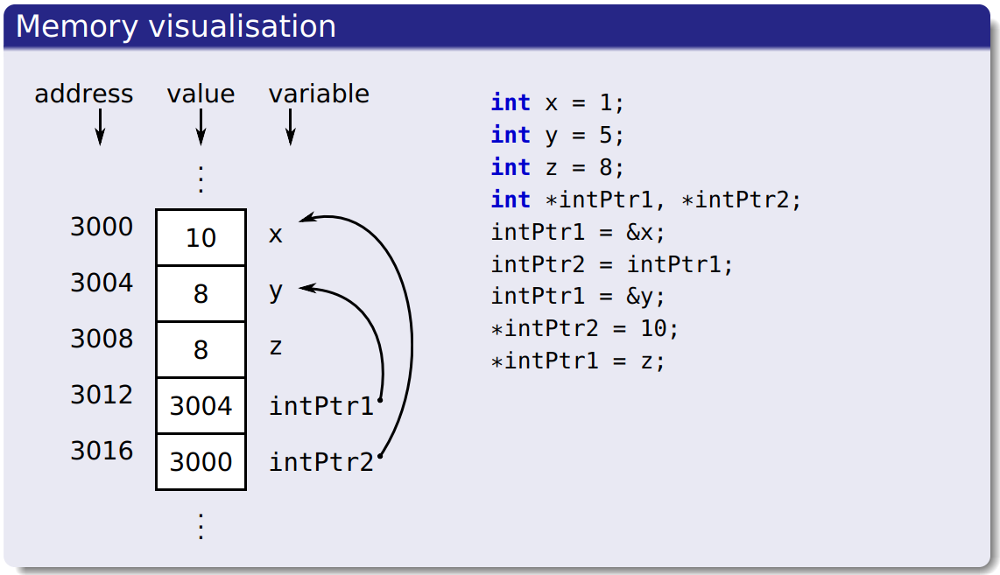 Memory visualisation
address value variable
⋮
3000 10 x
3004 8 y
3008 8 z
3012 3004 intPtr1
3016 3000 intPtr2
⋮
int x = 1;
int y = 5;
int z = 8;
int *intPtr1, *intPtr2;
intPtr1 = &x;
intPtr2 = intPtr1;
intPtr1 = &y;
*intPtr2 = 10;
*intPtr1 = z;